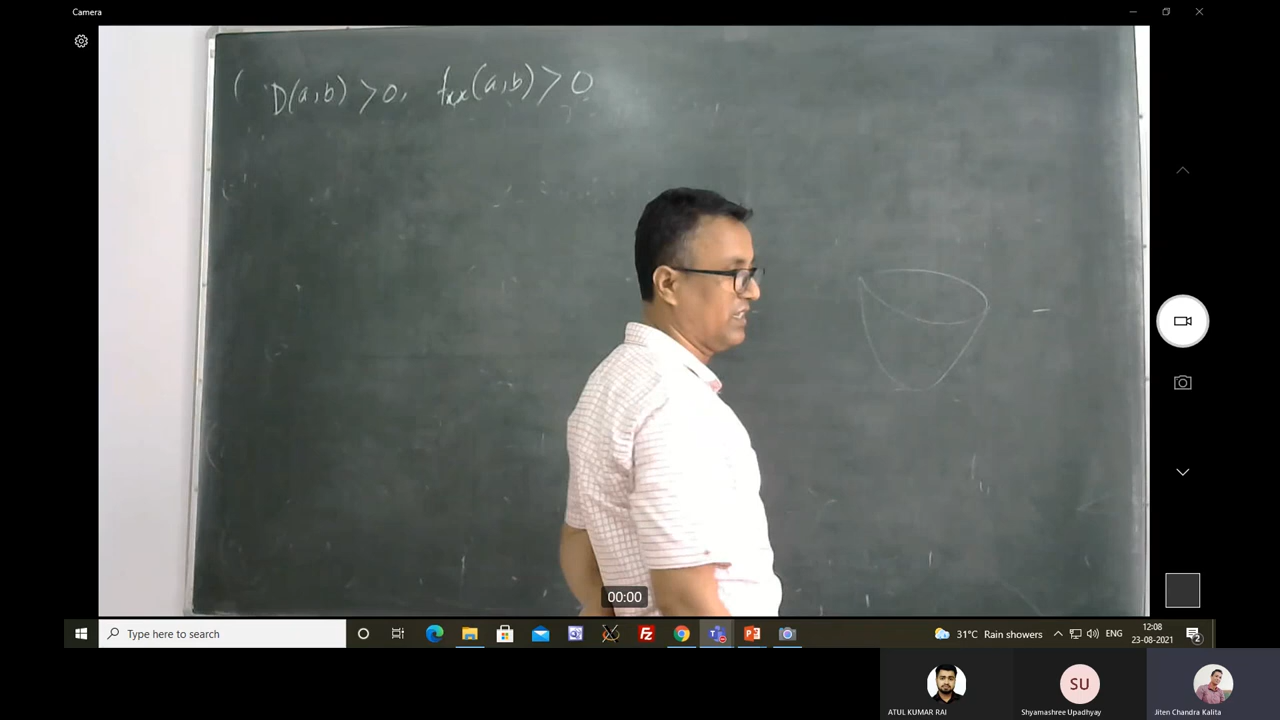 Camera
( D(a,b) > 0, fxx(a,b) > 0
00:00
Type here to search
31°C Rain showers
ENG
12:08
23-08-2021
2
SU
ATUL KUMAR RAI
Shyamashree Upadhyay
Jiten Chandra Kalita